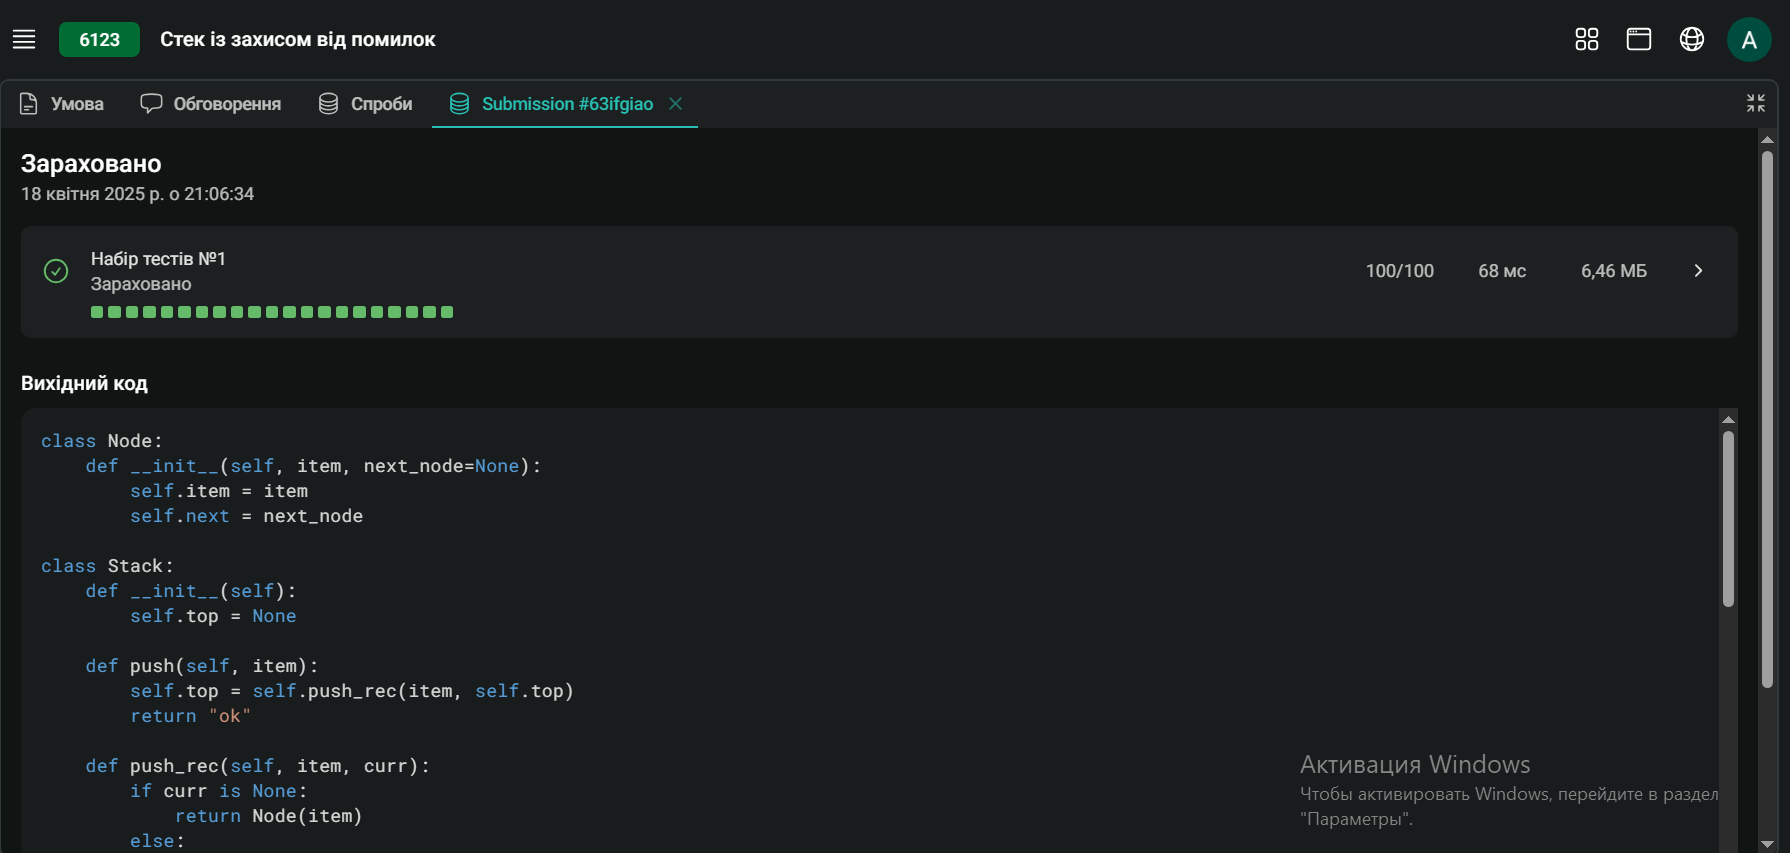 6123 Стек із захисом від помилок A
Умова Обговорення Спроби Submission #63ifgiao
Зараховано
18 квітня 2025 р. о 21:06:34
Набір тестів №1
Зараховано
100/100 68 мс 6,46 МБ
Вихідний код
class Node:
    def __init__(self, item, next_node=None):
        self.item = item
        self.next = next_node
class Stack:
    def __init__(self):
        self.top = None
    def push(self, item):
        self.top = self.push_rec(item, self.top)
        return "ok"
    def push_rec(self, item, curr):
        if curr is None:
            return Node(item)
        else:
Активация Windows
Чтобы активировать Windows, перейдите в раздел
"Параметры".